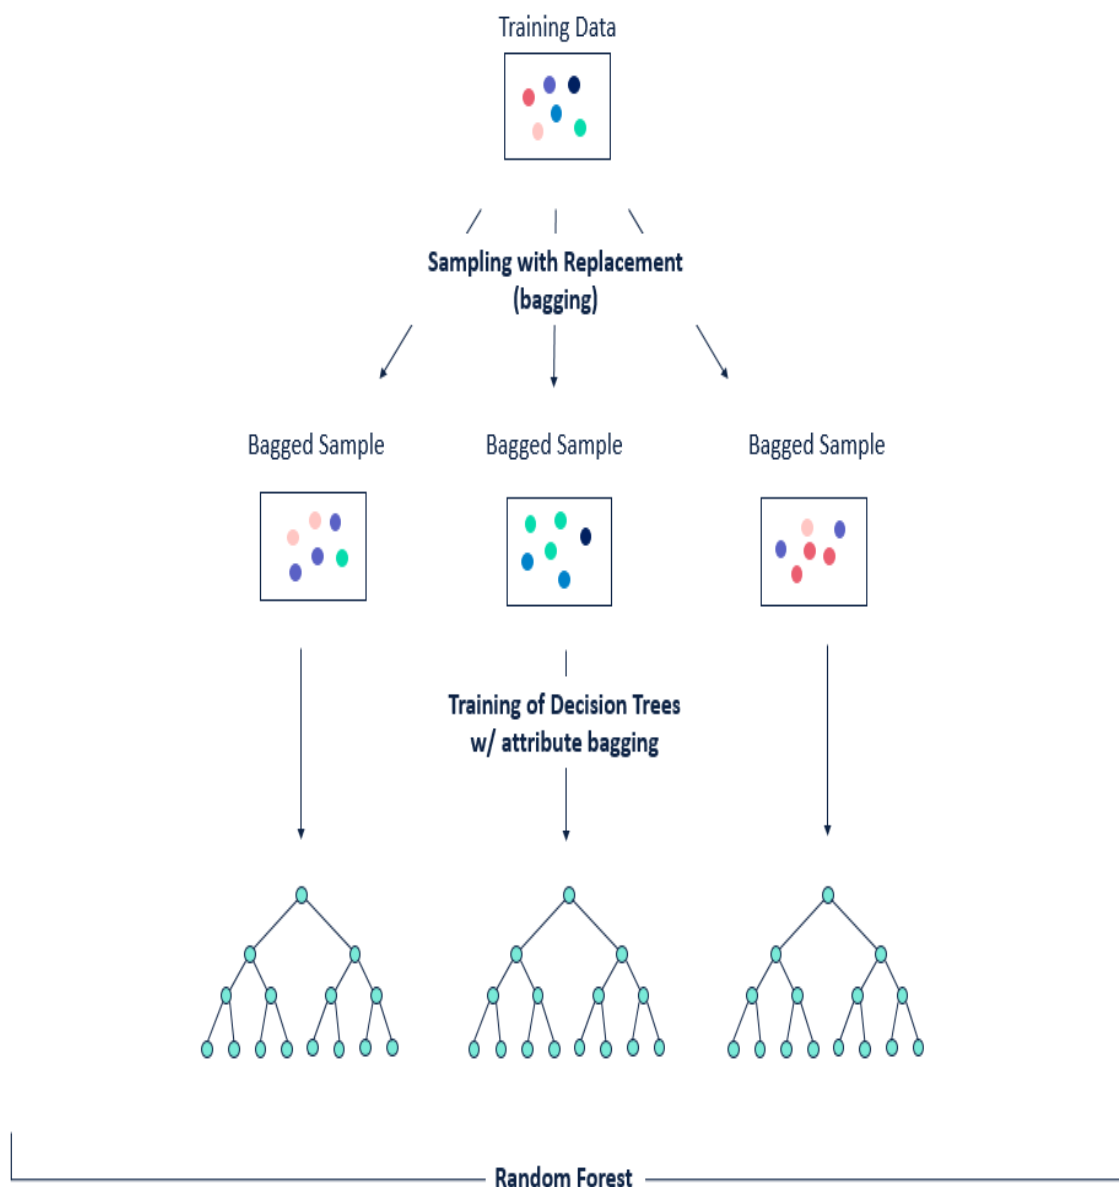 Training Data
Sampling with Replacement
(bagging)
Bagged Sample
Bagged Sample
Bagged Sample
Training of Decision Trees
w/ attribute bagging
Random Forest